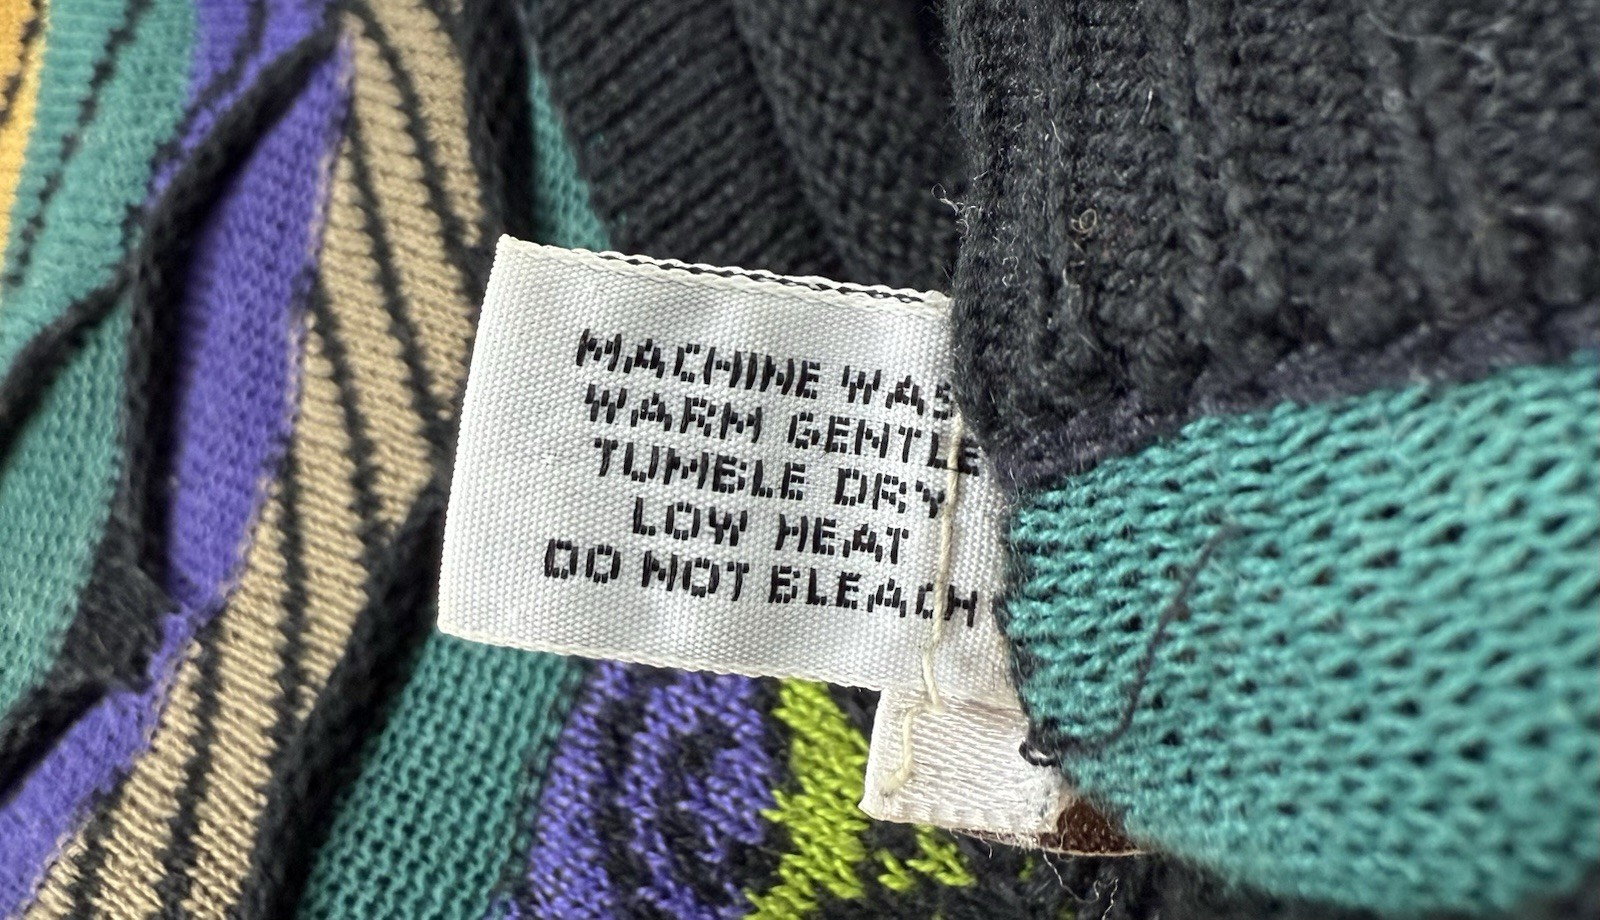 MACHINE WAS
WARM GENTLE
TUMBLE DRY
LOW HEAT
DO NOT BLEACH